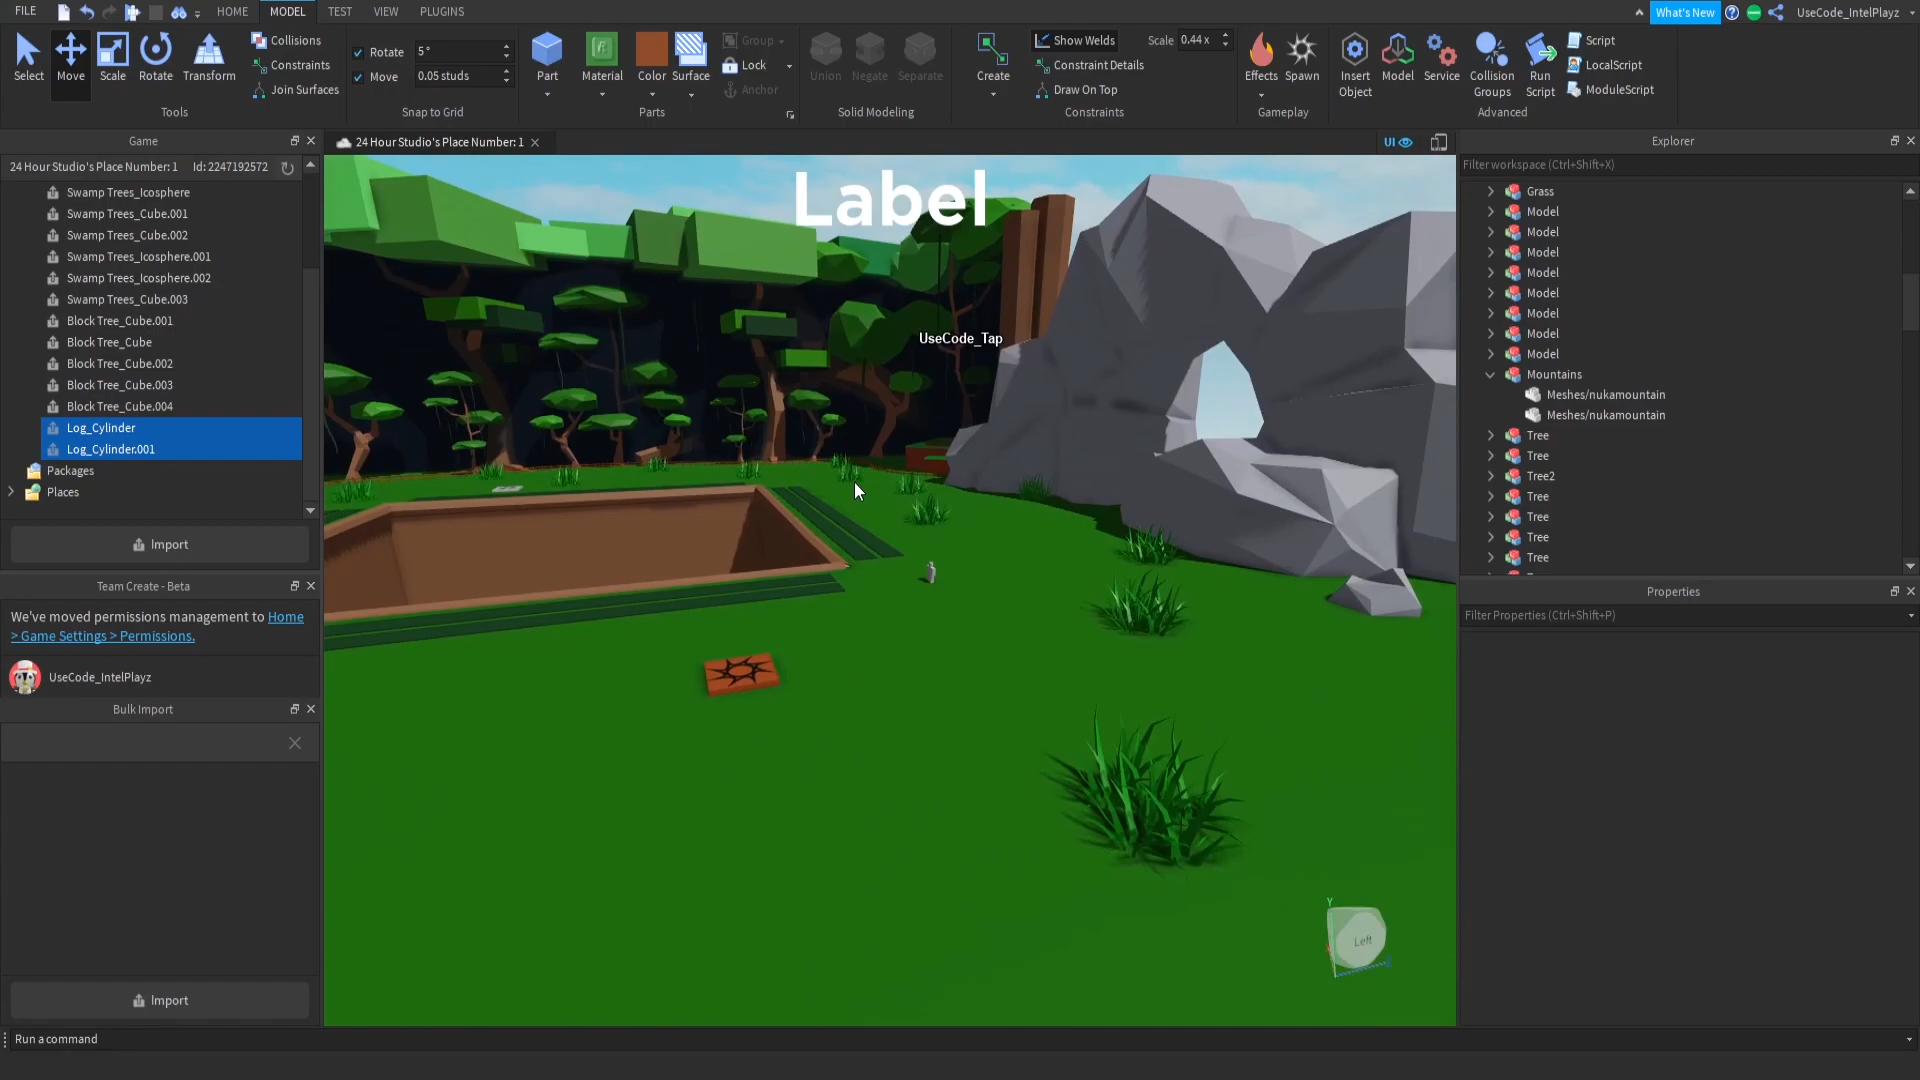 FILE
HOME
MODEL
TEST
VIEW
PLUGINS
What's New
UseCode_IntelPlayz
Select
Move
Scale
Rotate
Transform
Collisions
Constraints
Join Surfaces
Tools
Rotate
5 °
Move
0.05 studs
Snap to Grid
Part
Material
Color
Surface
Group
Lock
Anchor
Parts
Union
Negate
Separate
Solid Modeling
Create
Show Welds
Scale
0.44 x
Constraint Details
Draw On Top
Constraints
Effects
Spawn
Gameplay
Insert
Object
Model
Service
Collision
Groups
Run
Script
Script
LocalScript
ModuleScript
Advanced
Game
24 Hour Studio's Place Number: 1
Id:2247192572
Swamp Trees_Icosphere
Swamp Trees_Cube.001
Swamp Trees_Cube.002
Swamp Trees_Icosphere.001
Swamp Trees_Icosphere.002
Swamp Trees_Cube.003
Block Tree_Cube.001
Block Tree_Cube
Block Tree_Cube.002
Block Tree_Cube.003
Block Tree_Cube.004
Log_Cylinder
Log_Cylinder.001
Packages
Places
Import
Team Create - Beta
We've moved permissions management to Home
> Game Settings > Permissions.
UseCode_IntelPlayz
Bulk Import
Import
24 Hour Studio's Place Number: 1
UI
Label
UseCode_Tap
Y
Left
Explorer
Filter workspace (Ctrl+Shift+X)
Grass
Model
Model
Model
Model
Model
Model
Model
Model
Mountains
Meshes/nukamountain
Meshes/nukamountain
Tree
Tree
Tree2
Tree
Tree
Tree
Tree
Properties
Filter Properties (Ctrl+Shift+P)
Run a command